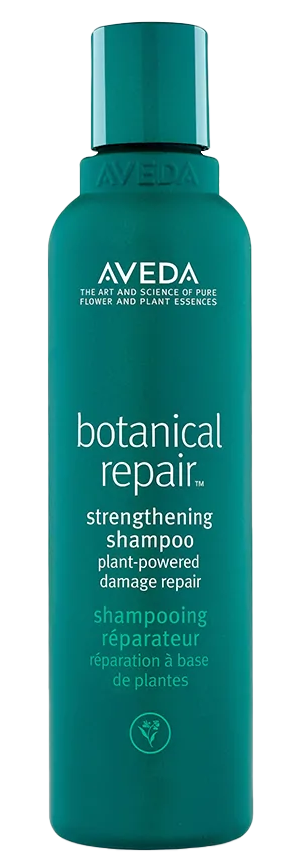 AVEDA
AVEDA
THE ART AND SCIENCE OF PURE
FLOWER AND PLANT ESSENCES
botanical
repair™
strengthening
shampoo
plant-powered
damage repair
shampooing
réparateur
réparation à base
de plantes